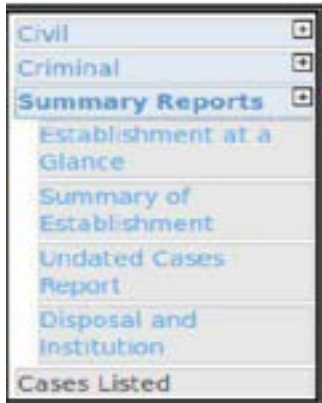 Civil
Criminal
Summary Reports
Establishment at a
Glance
Summary of
Establishment
Undated Cases
Report
Disposal and
Institution
Cases Listed